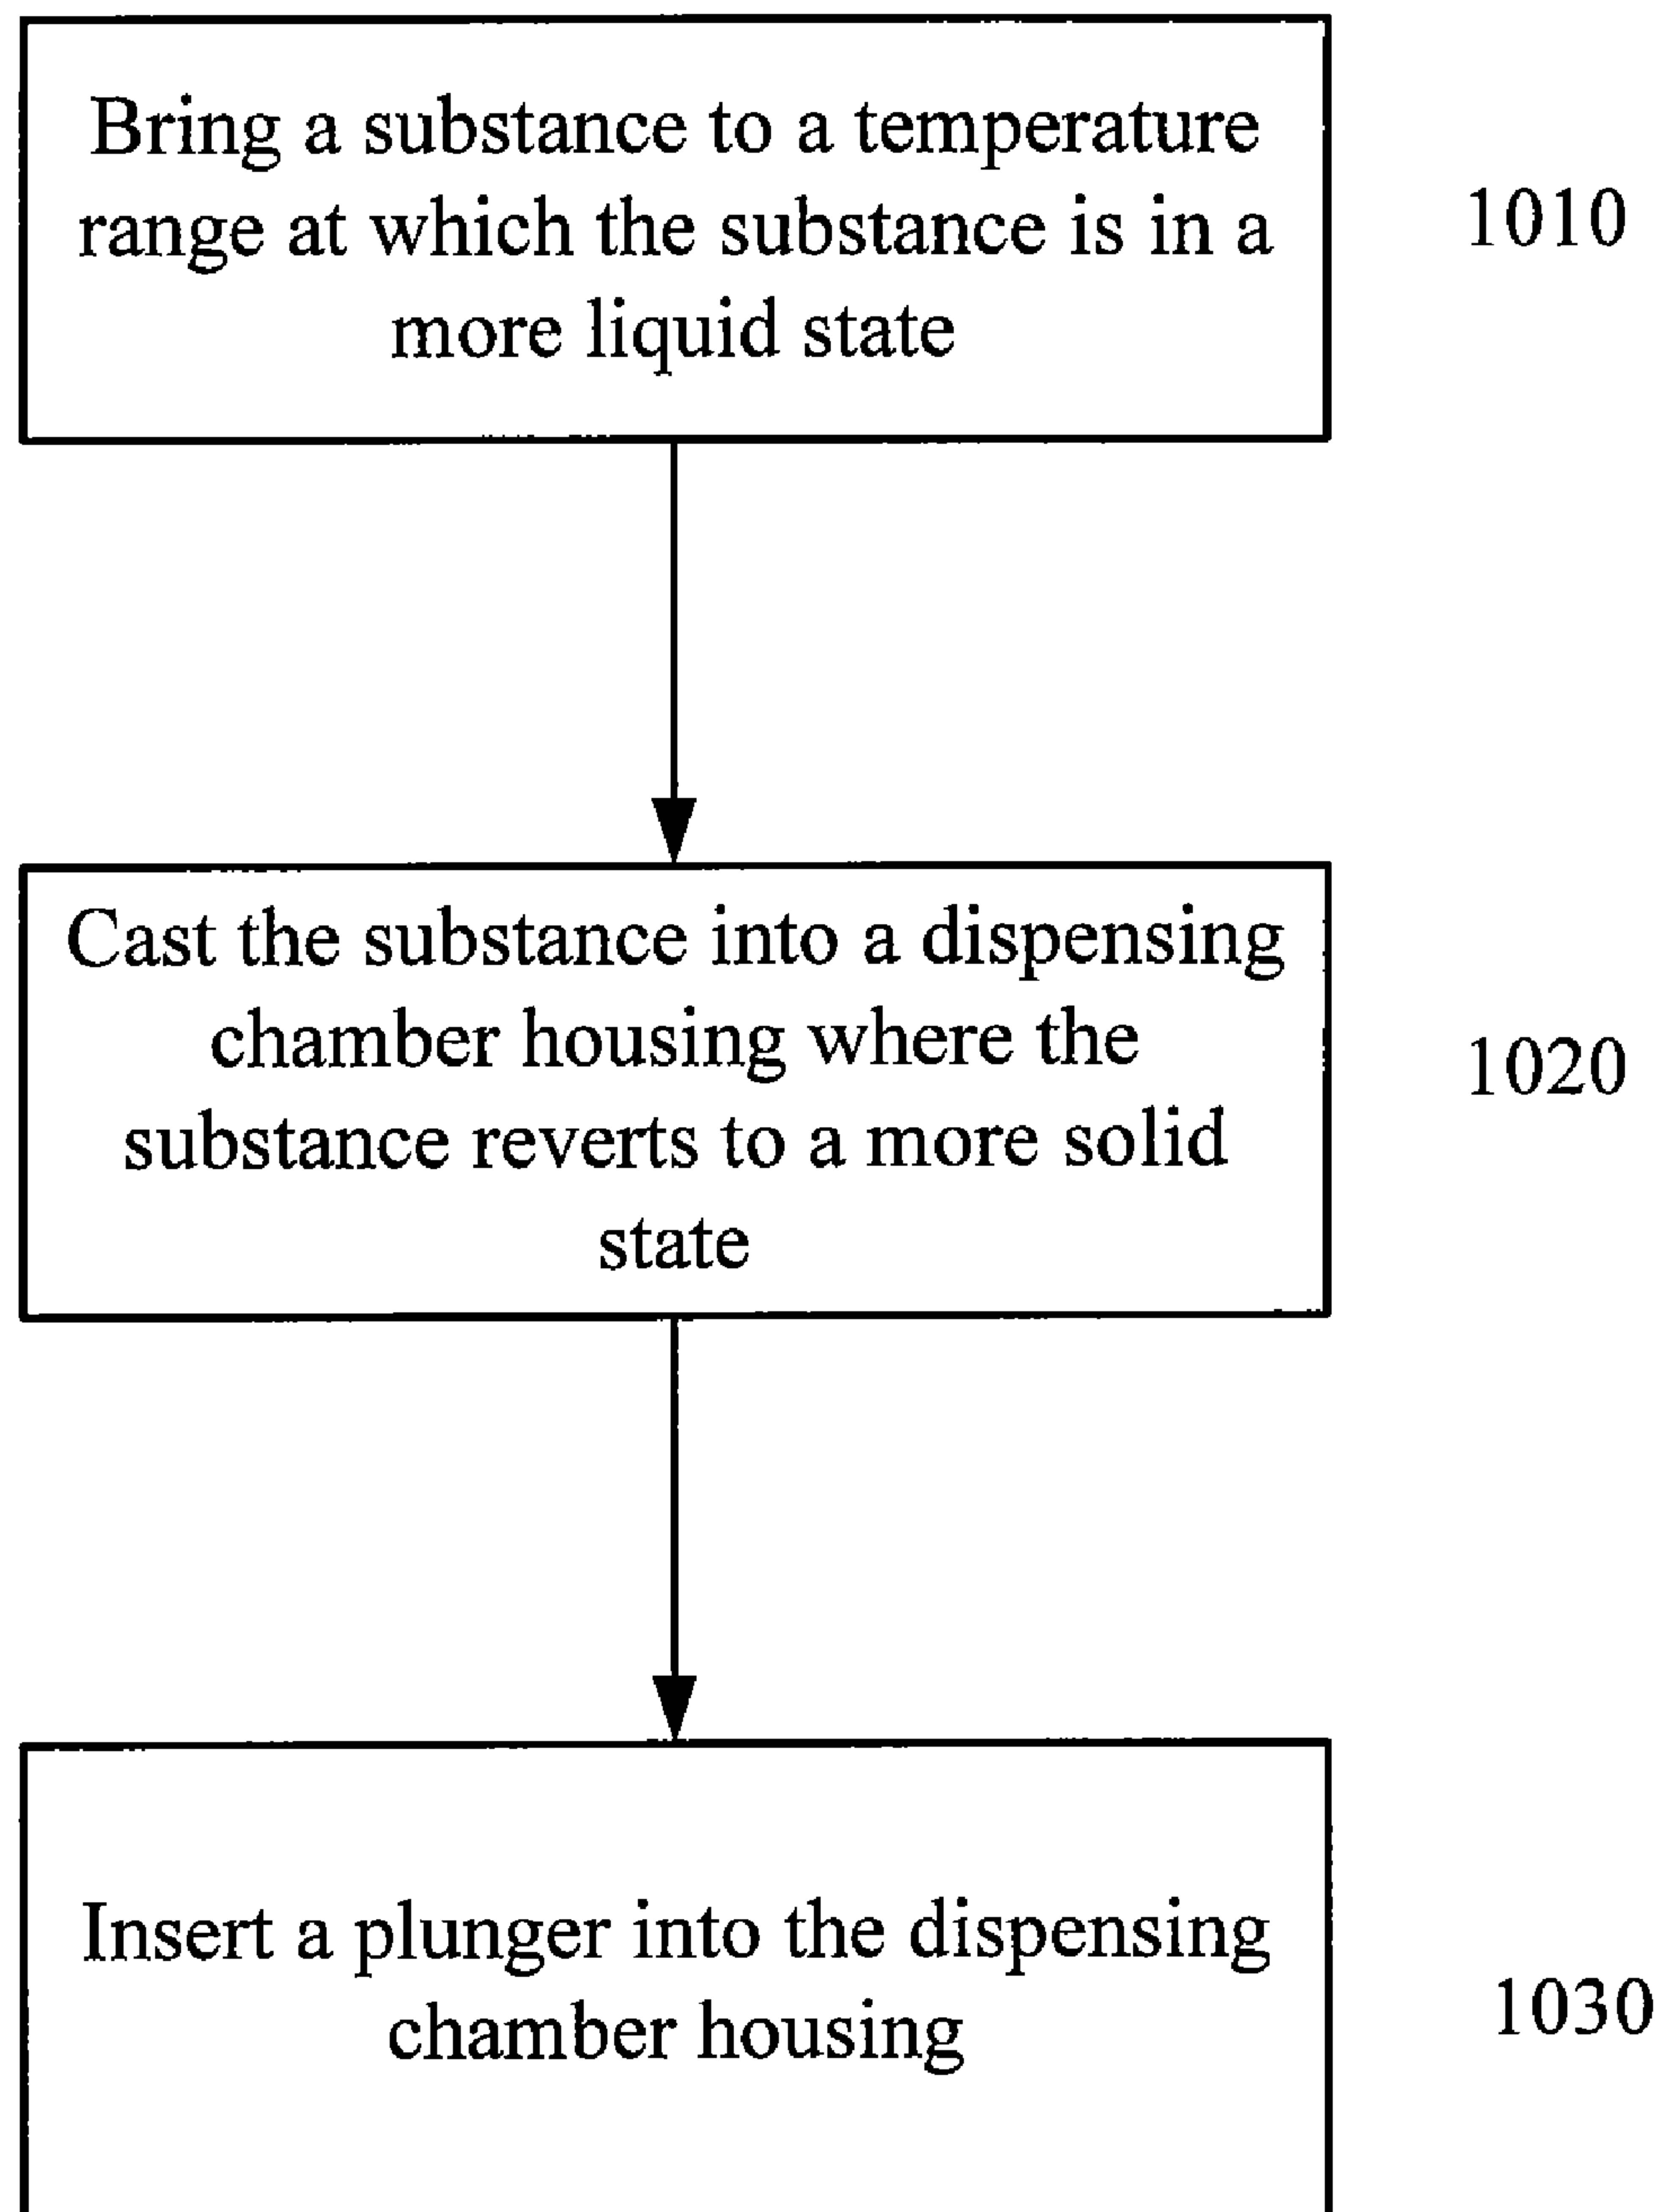 Bring a substance to a temperature
range at which the substance is in a
more liquid state
1010
Cast the substance into a dispensing
chamber housing where the
substance reverts to a more solid
state
1020
Insert a plunger into the dispensing
chamber housing
1030